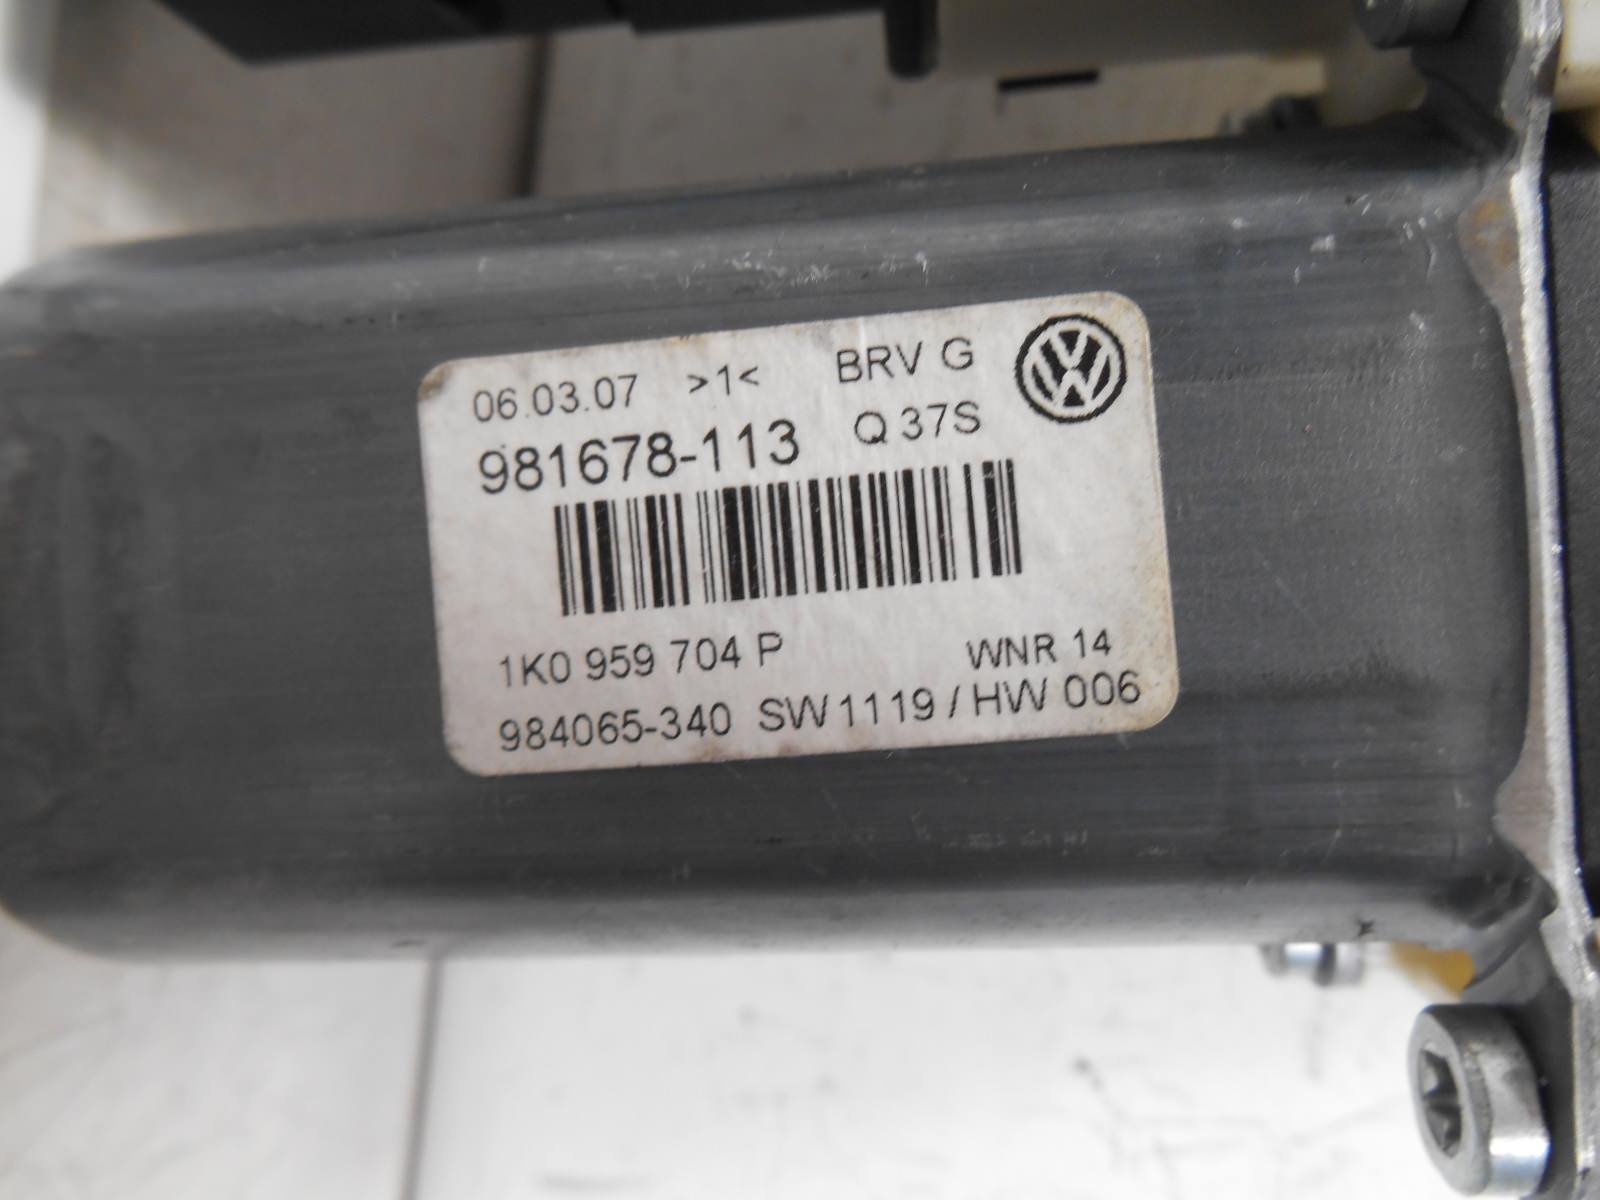 06.03.07 >1< BRV G
981678-113 Q 37S
1K0 959 704 P WNR 14
984065-340 SW1119 / HW 006